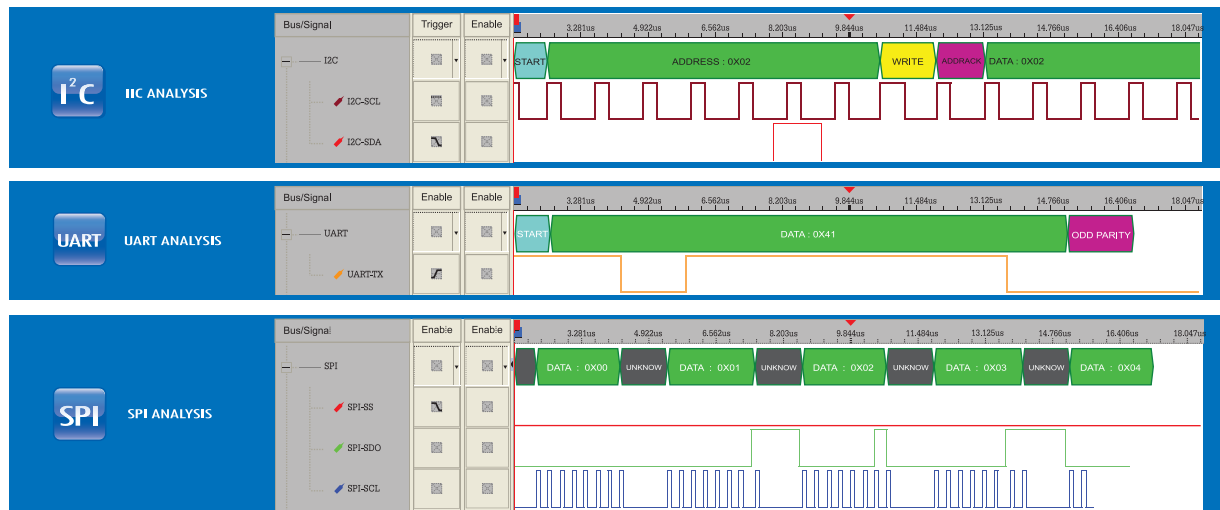 Bus/Signal Trigger Enable 3.281us 4.922us 6.562us 8.203us 9.844us 11.484us 13.125us 14.766us 16.406us 18.047us
I2C START ADDRESS : 0X02 WRITE ADDRACK DATA : 0X02
I²C IIC ANALYSIS
I2C-SCL
I2C-SDA
Bus/Signal Enable Enable 3.281us 4.922us 6.562us 8.203us 9.844us 11.484us 13.125us 14.766us 16.406us 18.047us
UART UART ANALYSIS
UART START DATA : 0X41 ODD PARITY
UART-TX
Bus/Signal Enable Enable 3.281us 4.922us 6.562us 8.203us 9.844us 11.484us 13.125us 14.766us 16.406us 18.047us
SPI DATA : 0X00 UNKNOW DATA : 0X01 UNKNOW DATA : 0X02 UNKNOW DATA : 0X03 UNKNOW DATA : 0X04
SPI SPI ANALYSIS
SPI-SS
SPI-SDO
SPI-SCL